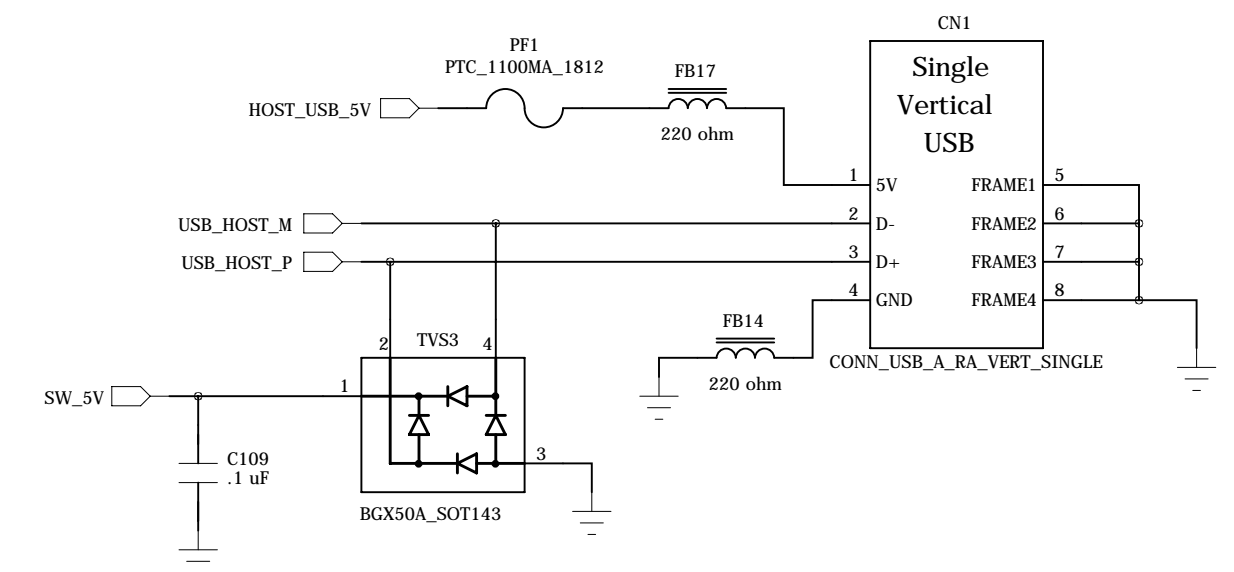 CN1
PF1
PTC_1100MA_1812
FB17
Single
Vertical
USB
HOST_USB_5V
220 ohm
1
5V
FRAME1
5
USB_HOST_M
2
D-
FRAME2
6
USB_HOST_P
3
D+
FRAME3
7
4
GND
FRAME4
8
FB14
2
TVS3
4
CONN_USB_A_RA_VERT_SINGLE
220 ohm
SW_5V
1
C109
.1 uF
3
BGX50A_SOT143